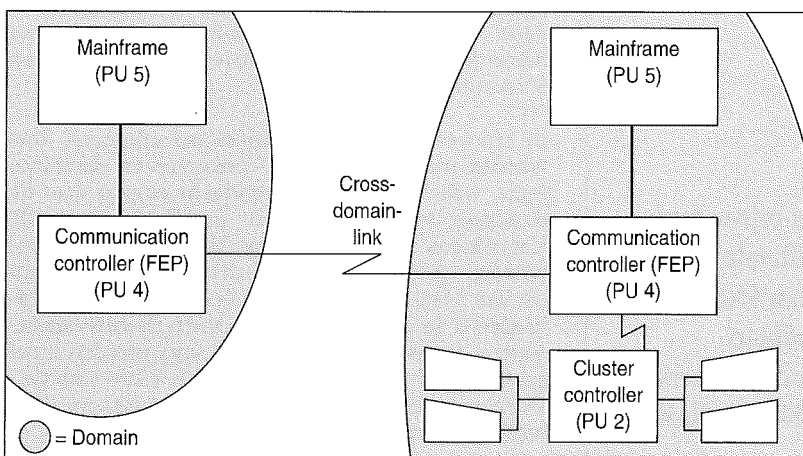 Mainframe
(PU 5)
Communication
controller (FEP)
(PU 4)
Cross-
domain-
link
Mainframe
(PU 5)
Communication
controller (FEP)
(PU 4)
Cluster
controller
(PU 2)
= Domain